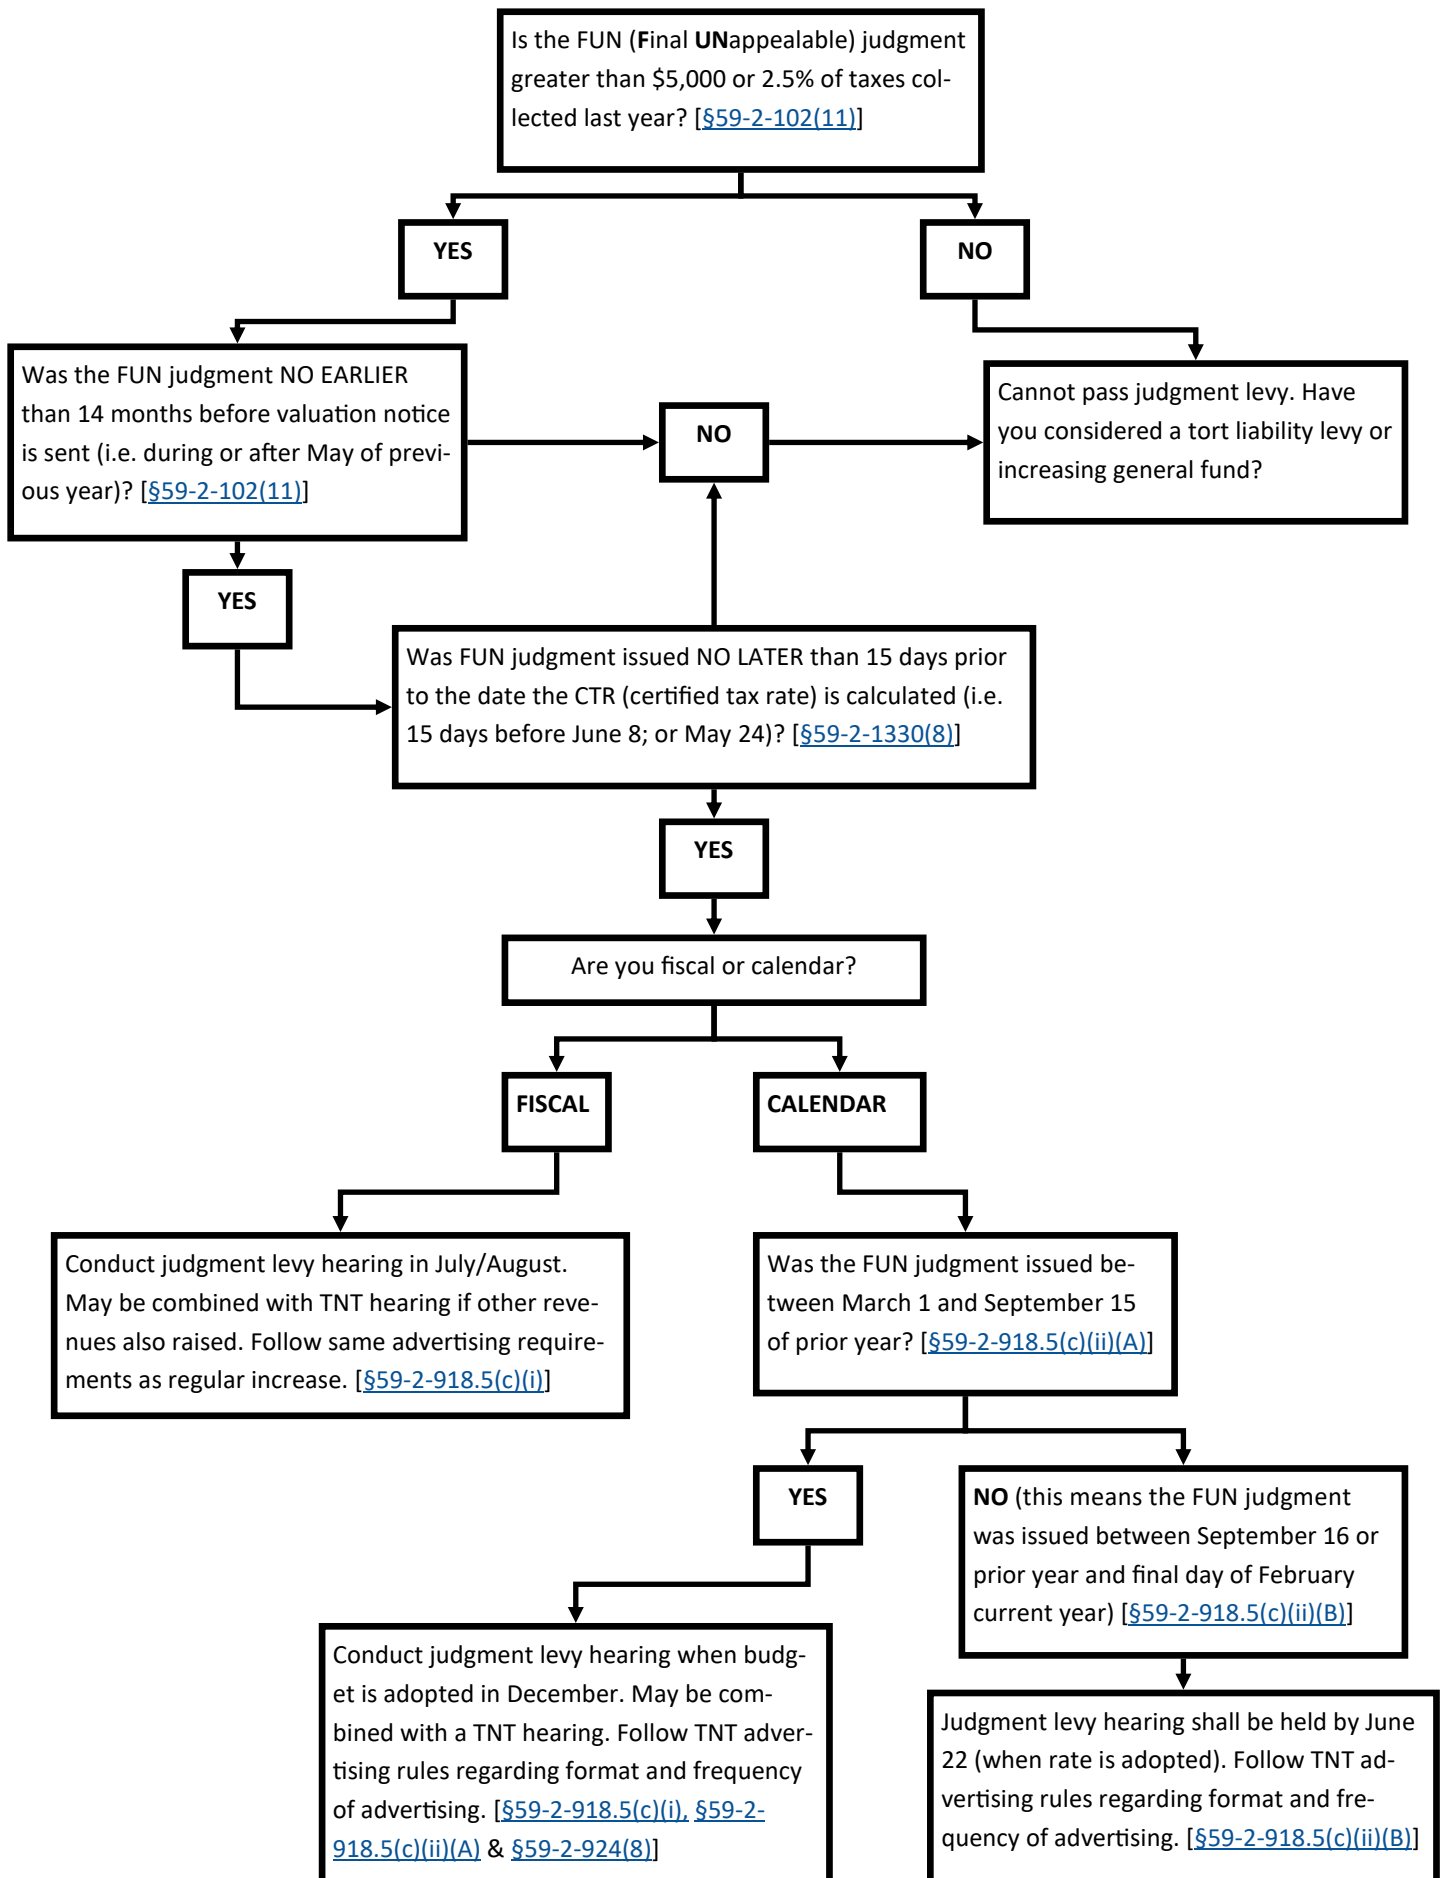 Is the FUN (Final UNappealable) judgment
greater than $5,000 or 2.5% of taxes col-
lected last year? [§59-2-102(11)]
YES
NO
Was the FUN judgment NO EARLIER
than 14 months before valuation notice
is sent (i.e. during or after May of previ-
ous year)? [§59-2-102(11)]
NO
Cannot pass judgment levy. Have
you considered a tort liability levy or
increasing general fund?
YES
Was FUN judgment issued NO LATER than 15 days prior
to the date the CTR (certified tax rate) is calculated (i.e.
15 days before June 8; or May 24)? [§59-2-1330(8)]
YES
Are you fiscal or calendar?
FISCAL
CALENDAR
Conduct judgment levy hearing in July/August.
May be combined with TNT hearing if other reve-
nues also raised. Follow same advertising require-
ments as regular increase. [§59-2-918.5(c)(i)]
Was the FUN judgment issued be-
tween March 1 and September 15
of prior year? [§59-2-918.5(c)(ii)(A)]
YES
NO (this means the FUN judgment
was issued between September 16 or
prior year and final day of February
current year) [§59-2-918.5(c)(ii)(B)]
Conduct judgment levy hearing when budg-
et is adopted in December. May be com-
bined with a TNT hearing. Follow TNT adver-
tising rules regarding format and frequency
of advertising. [§59-2-918.5(c)(i), §59-2-
918.5(c)(ii)(A) & §59-2-924(8)]
Judgment levy hearing shall be held by June
22 (when rate is adopted). Follow TNT ad-
vertising rules regarding format and fre-
quency of advertising. [§59-2-918.5(c)(ii)(B)]